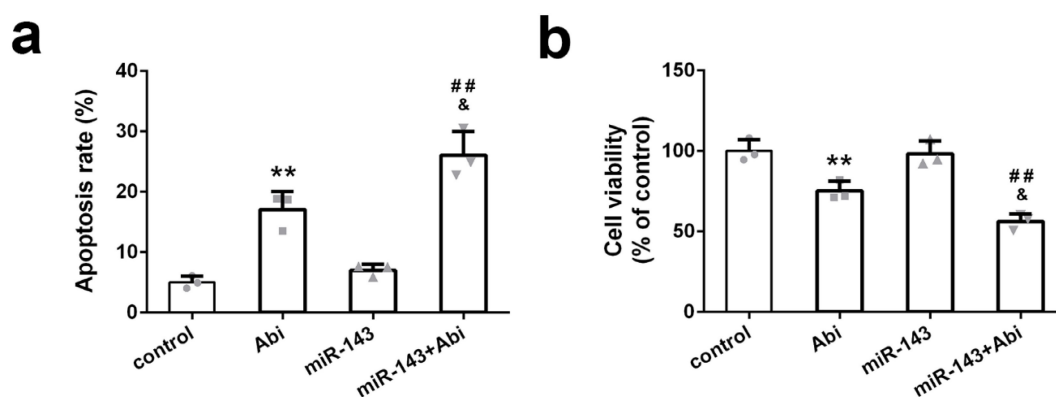 a
Apoptosis rate (%)
40
30
20
10
0
**
##
&
control
Abi
miR-143
miR-143+Abi
b
Cell viability
(% of control)
150
100
50
0
**
##
&
control
Abi
miR-143
miR-143+Abi